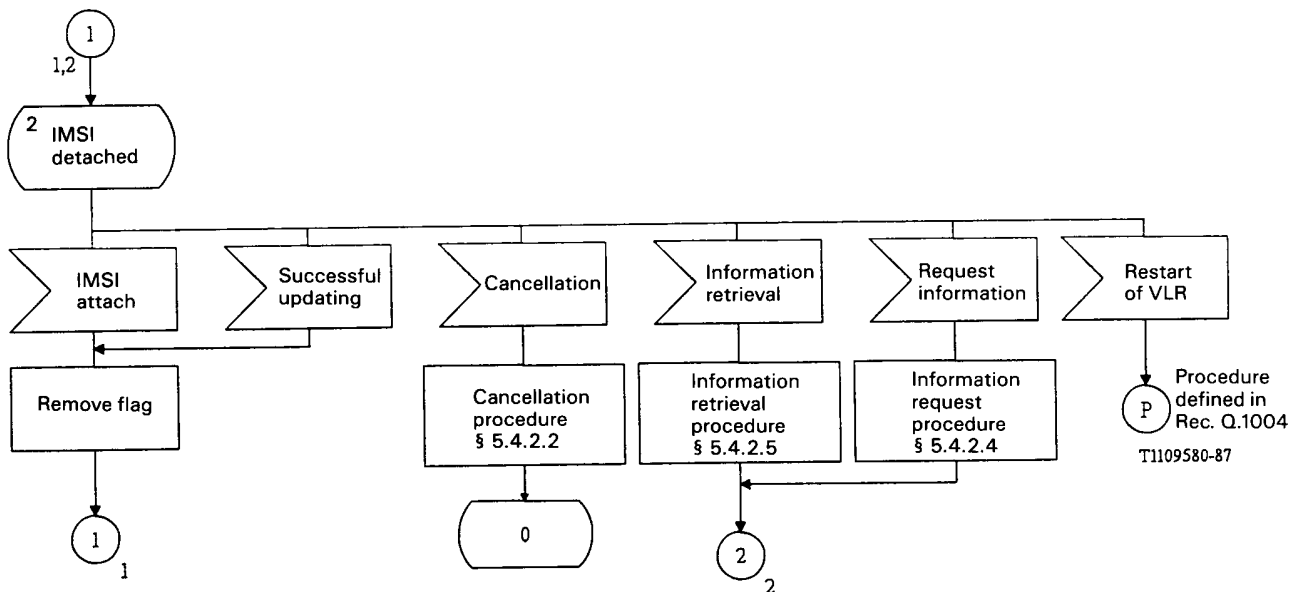 1
1,2
2 IMSI
detached
IMSI
attach
Successful
updating
Cancellation
Information
retrieval
Request
information
Restart
of VLR
Remove flag
Cancellation
procedure
§ 5.4.2.2
Information
retrieval
procedure
§ 5.4.2.5
Information
request
procedure
§ 5.4.2.4
P
Procedure
defined in
Rec. Q.1004
T1109580-87
1
1
0
2
2